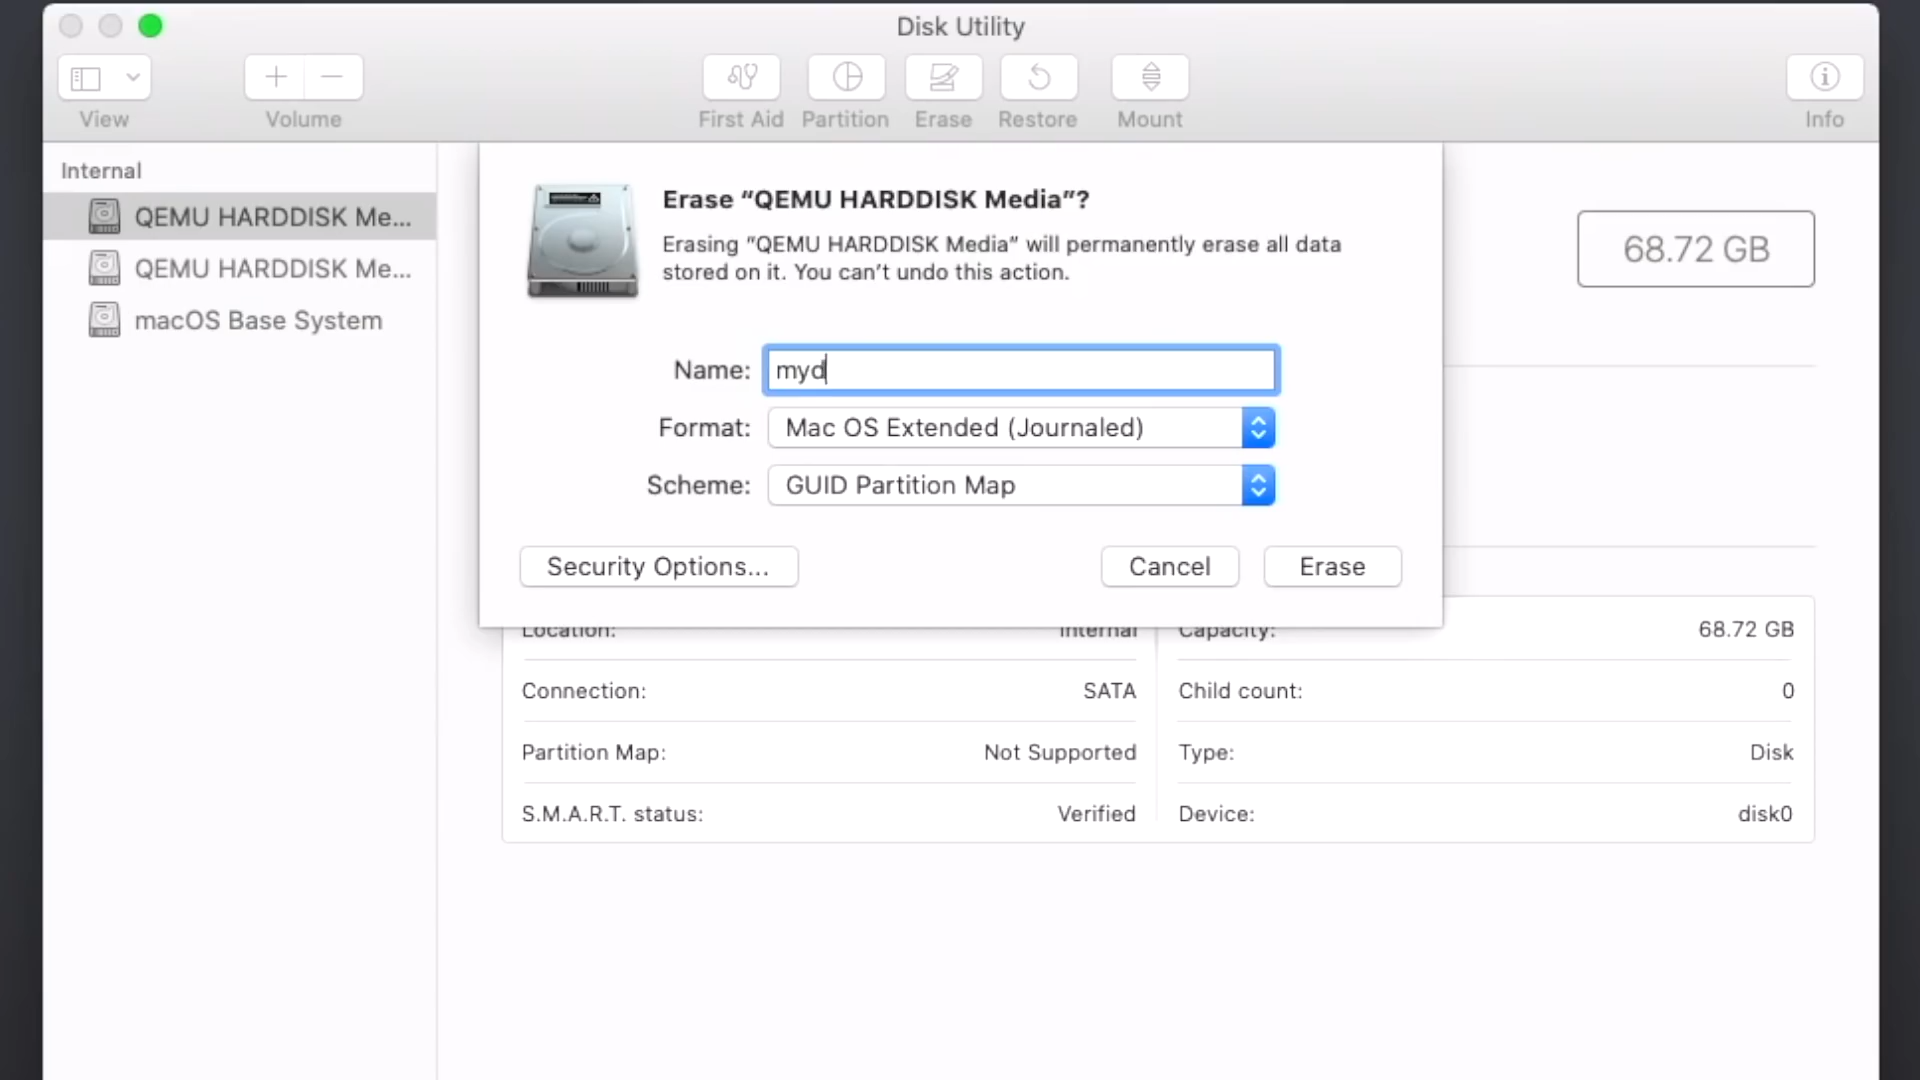 Disk Utility
View
Volume
First Aid
Partition
Erase
Restore
Mount
Info
Internal
QEMU HARDDISK Me...
QEMU HARDDISK Me...
macOS Base System
Erase “QEMU HARDDISK Media”?
Erasing “QEMU HARDDISK Media” will permanently erase all data
stored on it. You can’t undo this action.
68.72 GB
Name: myd
Format: Mac OS Extended (Journaled)
Scheme: GUID Partition Map
Security Options...
Cancel
Erase
Location: Internal
Capacity: 68.72 GB
Connection: SATA
Child count: 0
Partition Map: Not Supported
Type: Disk
S.M.A.R.T. status: Verified
Device: disk0